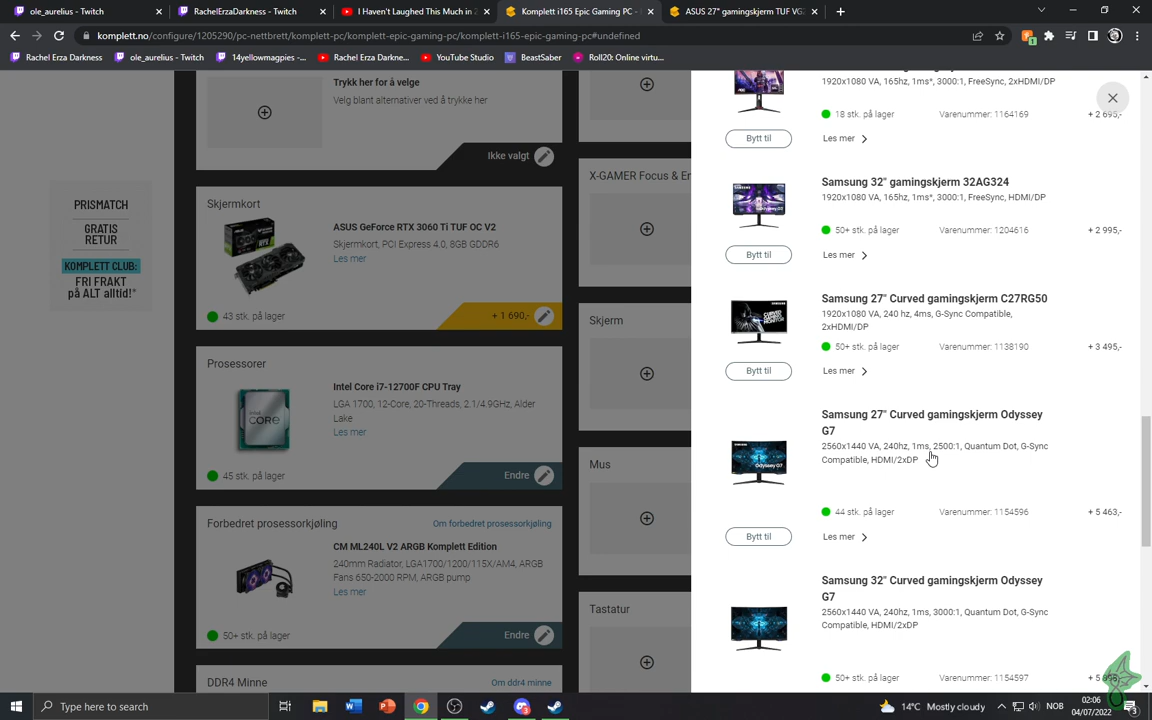 ole_aurelius - Twitch
RachelErzaDarkness - Twitch
I Haven't Laughed This Much in 2
Komplett i165 Epic Gaming PC -
ASUS 27" gamingskjerm TUF VG
komplett.no/configure/1205290/pc-nettbrett/komplett-pc/komplett-epic-gaming-pc/komplett-i165-epic-gaming-pc#undefined
Rachel Erza Darkness
ole_aurelius - Twitch
14yellowmagpies -...
Rachel Erza Darkne...
YouTube Studio
BeastSaber
Roll20: Online virtu...
PRISMATCH
GRATIS
RETUR
KOMPLETT CLUB:
FRI FRAKT
på ALT alltid!*
Trykk her for å velge
Velg blant alternativer ved å trykke her
Ikke valgt
Skjermkort
ASUS GeForce RTX 3060 Ti TUF OC V2
Skjermkort, PCI Express 4.0, 8GB GDDR6
Les mer
43 stk. på lager
+ 1 690,-
Prosessorer
Intel Core i7-12700F CPU Tray
LGA 1700, 12-Core, 20-Threads, 2.1/4.9GHz, Alder
Lake
Les mer
45 stk. på lager
Endre
Forbedret prosessorkjøling
Om forbedret prosessorkjøling
CM ML240L V2 ARGB Komplett Edition
240mm Radiator, LGA1700/1200/115X/AM4, ARGB
Fans 650-2000 RPM, ARGB pump
Les mer
50+ stk. på lager
Endre
DDR4 Minne
Om ddr4 minne
X-GAMER Focus & En
Skjerm
Mus
Tastatur
1920x1080 VA, 165hz, 1ms*, 3000:1, FreeSync, 2xHDMI/DP
18 stk. på lager
Varenummer: 1164169
+ 2 695,-
Bytt til
Les mer
Samsung 32" gamingskjerm 32AG324
1920x1080 VA, 165hz, 1ms*, 3000:1, FreeSync, HDMI/DP
50+ stk. på lager
Varenummer: 1204616
+ 2 995,-
Bytt til
Les mer
Samsung 27" Curved gamingskjerm C27RG50
1920x1080 VA, 240 hz, 4ms, G-Sync Compatible,
2xHDMI/DP
50+ stk. på lager
Varenummer: 1138190
+ 3 495,-
Bytt til
Les mer
Samsung 27" Curved gamingskjerm Odyssey
G7
2560x1440 VA, 240hz, 1ms, 2500:1, Quantum Dot, G-Sync
Compatible, HDMI/2xDP
44 stk. på lager
Varenummer: 1154596
+ 5 463,-
Bytt til
Les mer
Samsung 32" Curved gamingskjerm Odyssey
G7
2560x1440 VA, 240hz, 1ms, 3000:1, Quantum Dot, G-Sync
Compatible, HDMI/2xDP
50+ stk. på lager
Varenummer: 1154597
Type here to search
14°C Mostly cloudy
NOB
02:06
04/07/2022